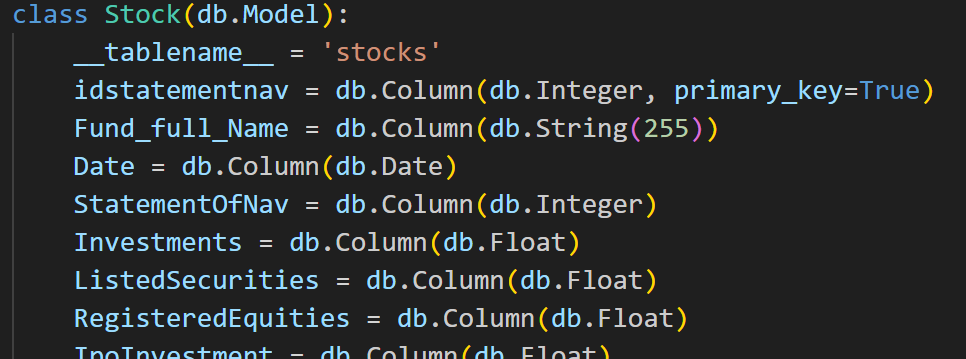 class Stock(db.Model):
__tablename__ = 'stocks'
idstatementnav = db.Column(db.Integer, primary_key=True)
Fund_full_Name = db.Column(db.String(255))
Date = db.Column(db.Date)
StatementOfNav = db.Column(db.Integer)
Investments = db.Column(db.Float)
ListedSecurities = db.Column(db.Float)
RegisteredEquities = db.Column(db.Float)
IpoInvestment = db.Column(db.Float)